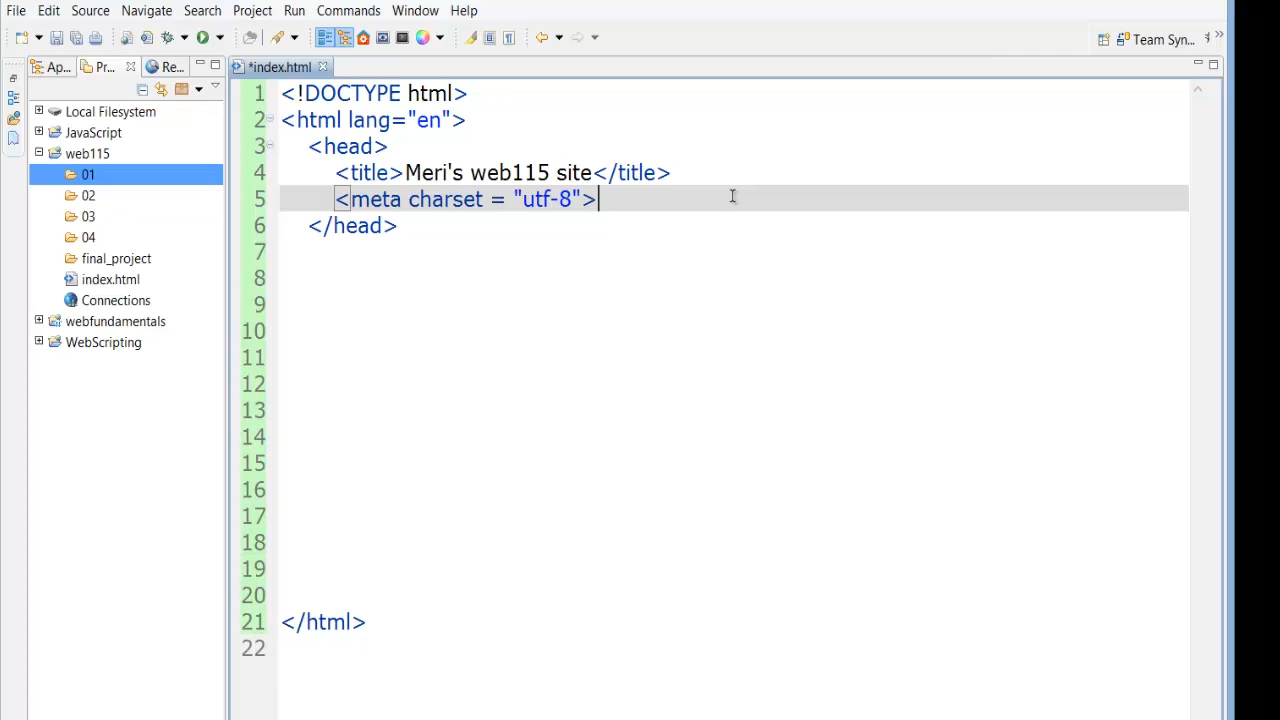 File Edit Source Navigate Search Project Run Commands Window Help
Team Syn...
Ap... Pr... Re... *index.html
Local Filesystem
JavaScript
web115
01
02
03
04
final_project
index.html
Connections
webfundamentals
WebScripting
1 <!DOCTYPE html>
2 <html lang="en">
3 <head>
4 <title>Meri's web115 site</title>
5 <meta charset = "utf-8">
6 </head>
7
8
9
10
11
12
13
14
15
16
17
18
19
20
21 </html>
22